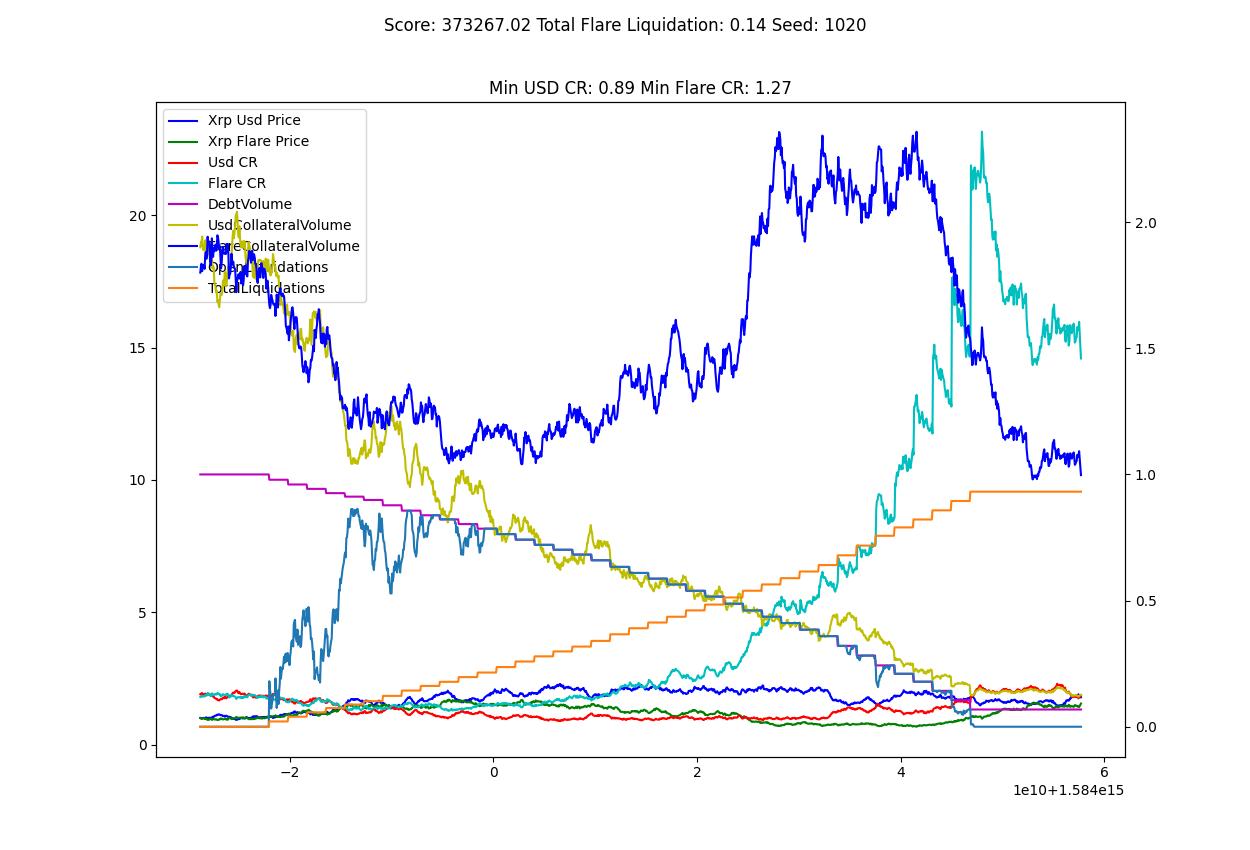 Score: 373267.02 Total Flare Liquidation: 0.14 Seed: 1020
Min USD CR: 0.89 Min Flare CR: 1.27
Xrp Usd Price
Xrp Flare Price
Usd CR
Flare CR
DebtVolume
UsdCollateralVolume
FlareCollateralVolume
OpenLiquidations
TotalLiquidations
20
15
10
5
0
2.0
1.5
1.0
0.5
0.0
−2
0
2
4
6
1e10+1.584e15